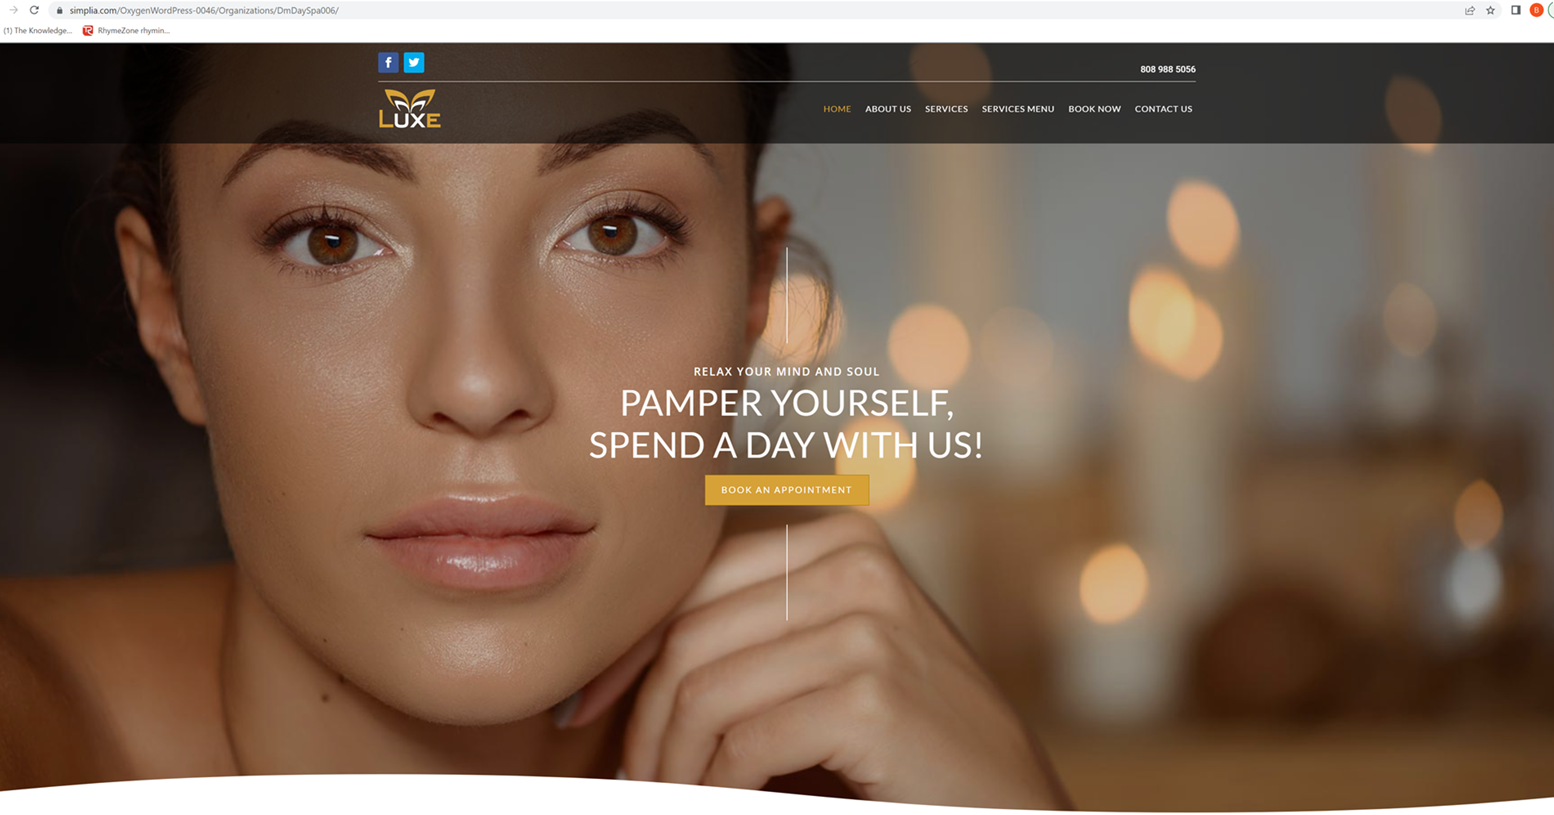 simplia.com/OxygenWordPress-0046/Organizations/DmDaySpa006/
B
(1) The Knowledge...
RhymeZone rhymin...
808 988 5056
LUXE
HOME ABOUT US SERVICES SERVICES MENU BOOK NOW CONTACT US
RELAX YOUR MIND AND SOUL
PAMPER YOURSELF,
SPEND A DAY WITH US!
BOOK AN APPOINTMENT